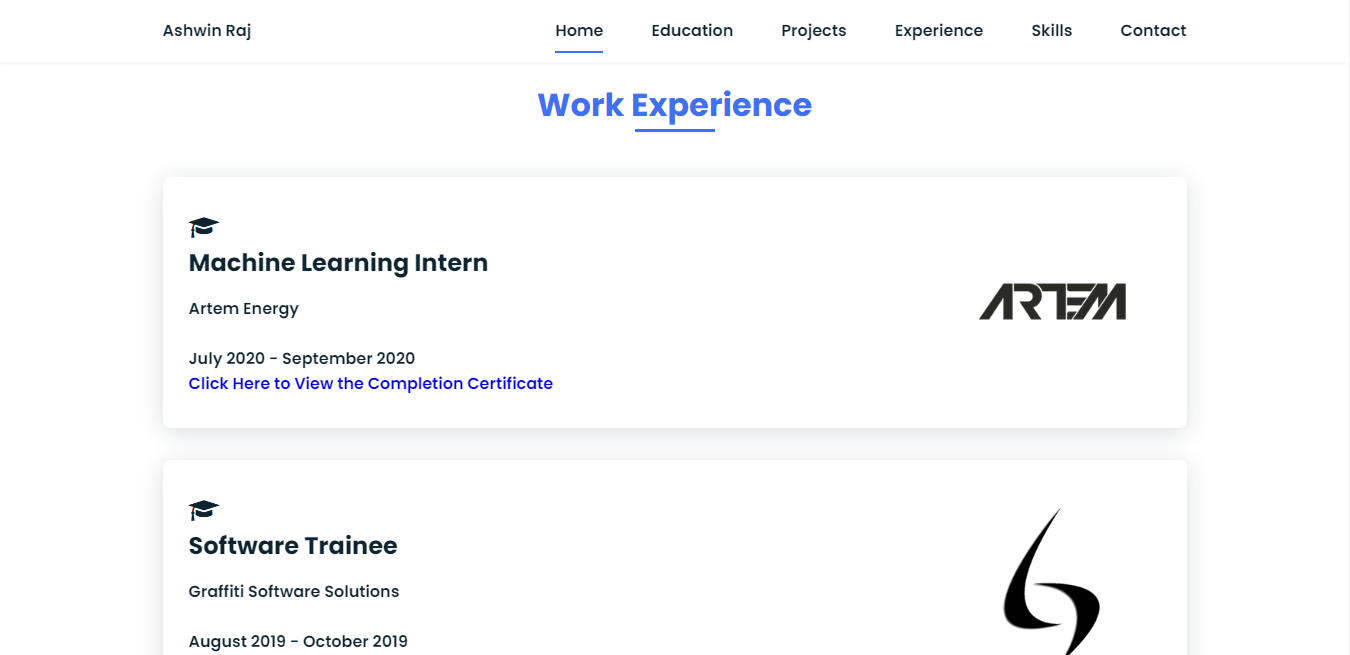 Ashwin Raj
Home Education Projects Experience Skills Contact
Work Experience
Machine Learning Intern
Artem Energy
July 2020 - September 2020
Click Here to View the Completion Certificate
ARTEM
Software Trainee
Graffiti Software Solutions
August 2019 - October 2019